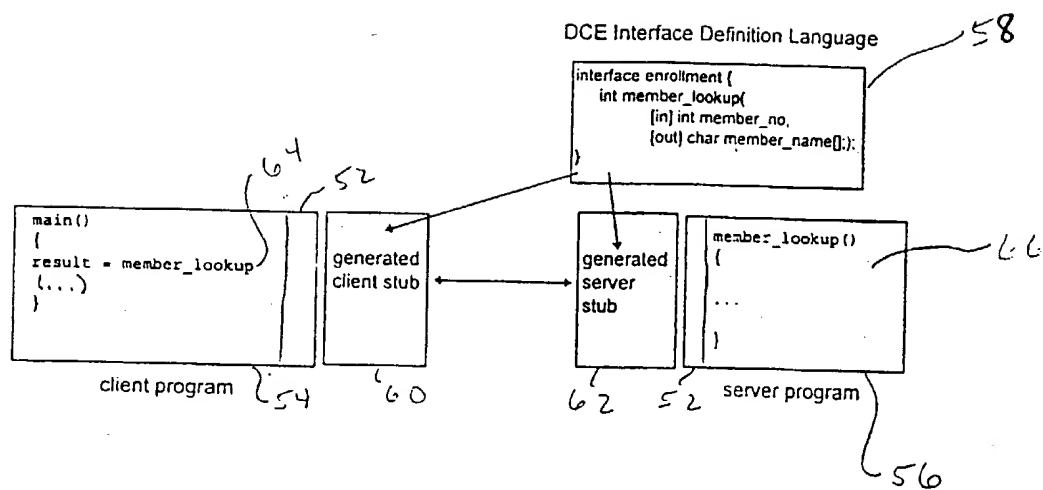 DCE Interface Definition Language
58
interface enrollment {
int member_lookup(
[in] int member_no,
[out] char member_name[];);
}
64
52
main()
{
result = member_lookup
(...)
}
generated
client stub
generated
server
stub
member_lookup()
{
...
}
66
client program
54
60
62
52
server program
56